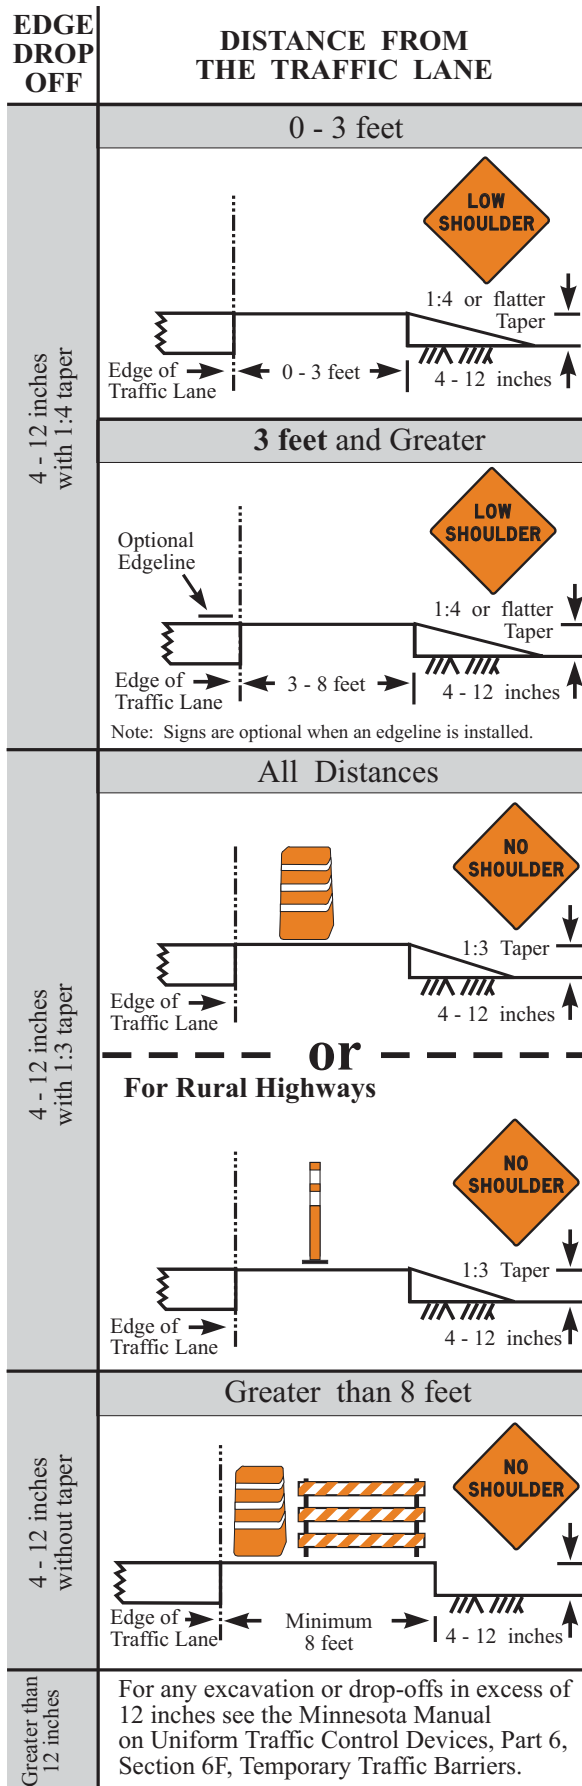 EDGE
DROP
OFF
DISTANCE FROM
THE TRAFFIC LANE
4 - 12 inches
with 1:4 taper
0 - 3 feet
LOW
SHOULDER
1:4 or flatter
Taper
Edge of
Traffic Lane
0 - 3 feet
4 - 12 inches
3 feet and Greater
LOW
SHOULDER
Optional
Edgeline
1:4 or flatter
Taper
Edge of
Traffic Lane
3 - 8 feet
4 - 12 inches
Note: Signs are optional when an edgeline is installed.
4 - 12 inches
with 1:3 taper
All Distances
NO
SHOULDER
1:3 Taper
Edge of
Traffic Lane
4 - 12 inches
or
For Rural Highways
NO
SHOULDER
1:3 Taper
Edge of
Traffic Lane
4 - 12 inches
4 - 12 inches
without taper
Greater than 8 feet
NO
SHOULDER
Edge of
Traffic Lane
Minimum
8 feet
4 - 12 inches
Greater than
12 inches
For any excavation or drop-offs in excess of
12 inches see the Minnesota Manual
on Uniform Traffic Control Devices, Part 6,
Section 6F, Temporary Traffic Barriers.